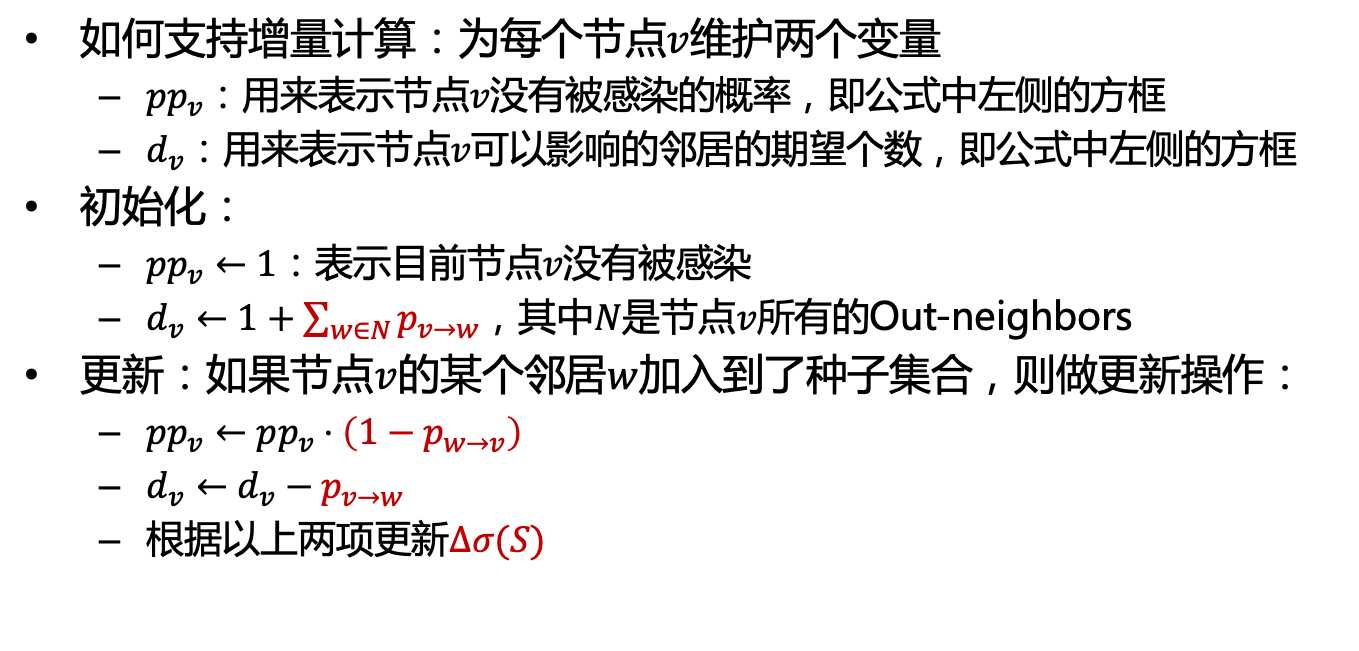 • 如何支持增量计算：为每个节点v维护两个变量
– pp_v：用来表示节点v没有被感染的概率，即公式中左侧的方框
– d_v：用来表示节点v可以影响的邻居的期望个数，即公式中左侧的方框
• 初始化：
– pp_v ← 1：表示目前节点v没有被感染
– d_v ← 1 + ∑_{w∈N} p_{v→w}，其中N是节点v所有的Out-neighbors
• 更新：如果节点v的某个邻居w加入到了种子集合，则做更新操作：
– pp_v ← pp_v · (1 − p_{w→v})
– d_v ← d_v − p_{v→w}
– 根据以上两项更新Δσ(S)